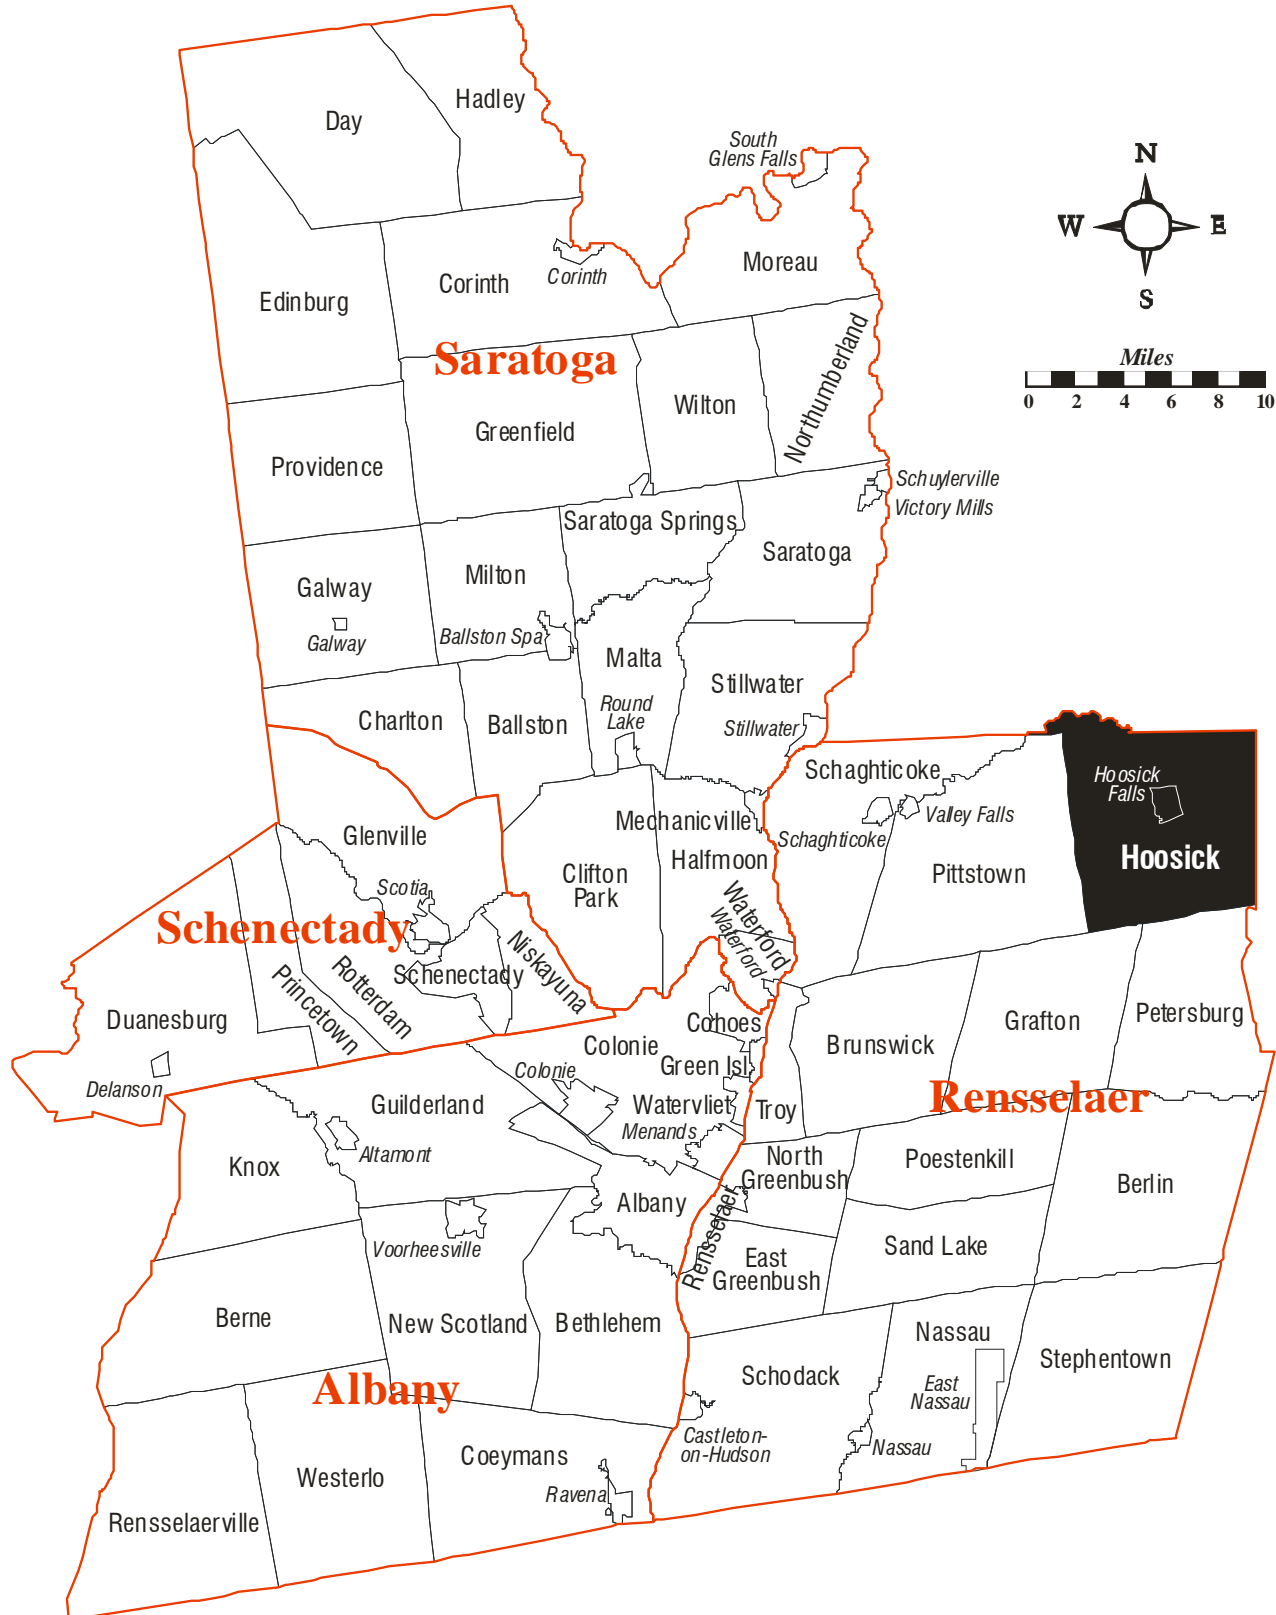 Day
Hadley
South
Glens Falls
N
W
E
S
Moreau
Corinth
Corinth
Edinburg
Miles
0 2 4 6 8 10
Saratoga
Northumberland
Wilton
Greenfield
Providence
Schuylerville
Victory Mills
Saratoga Springs
Saratoga
Milton
Galway
Galway
Ballston Spa
Malta
Stillwater
Round
Lake
Stillwater
Charlton
Ballston
Schaghticoke
Hoosick
Falls
Valley Falls
Schaghticoke
Mechanicville
Glenville
Halfmoon
Hoosick
Clifton
Park
Pittstown
Scotia
Waterford
Waterford
Schenectady
Niskayuna
Rotterdam
Schenectady
Princetown
Duanesburg
Cohoes
Colonie
Brunswick
Grafton
Petersburg
Green Isl.
Colonie
Delanson
Guilderland
Watervliet
Troy
Rensselaer
Menands
Altamont
Knox
North
Greenbush
Poestenkill
Berlin
Albany
Rensselaer
Voorheesville
Sand Lake
East
Greenbush
Berne
New Scotland
Bethlehem
Nassau
Stephentown
Schodack
East
Nassau
Albany
Castleton-
on-Hudson
Nassau
Coeymans
Westerlo
Ravena
Rensselaerville